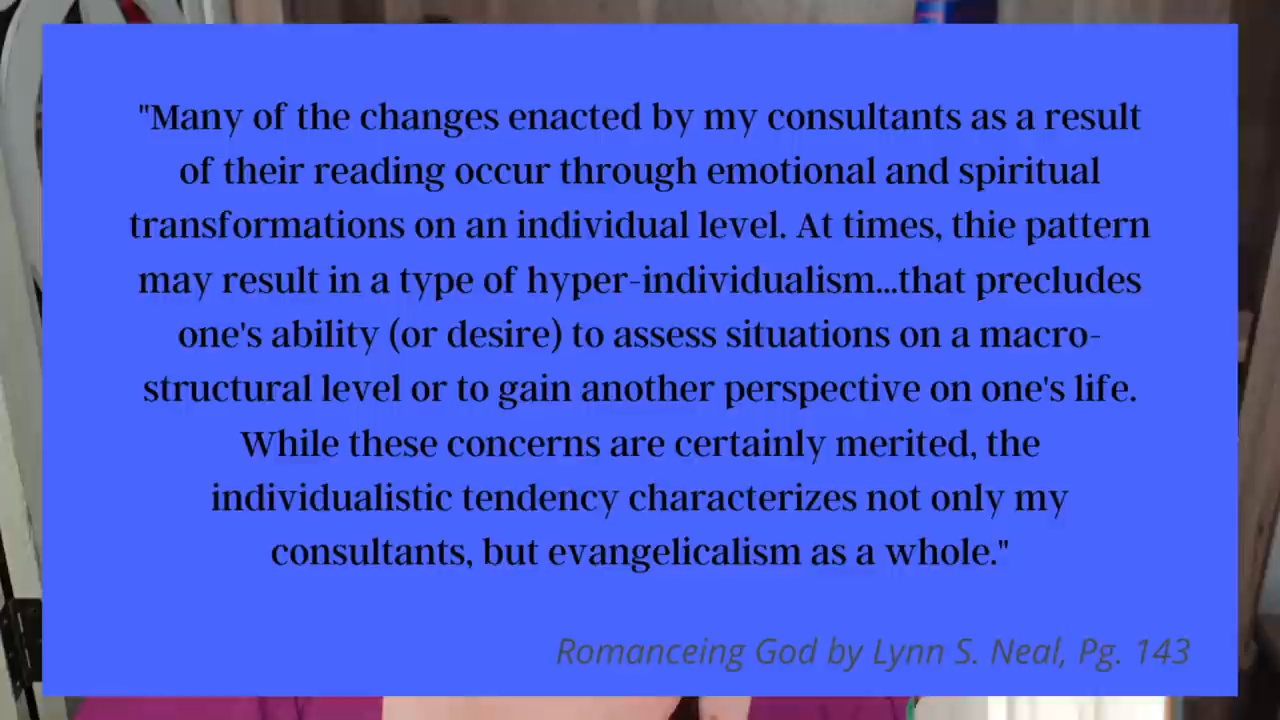 "Many of the changes enacted by my consultants as a result
of their reading occur through emotional and spiritual
transformations on an individual level. At times, thie pattern
may result in a type of hyper-individualism...that precludes
one's ability (or desire) to assess situations on a macro-
structural level or to gain another perspective on one's life.
While these concerns are certainly merited, the
individualistic tendency characterizes not only my
consultants, but evangelicalism as a whole."
Romanceing God by Lynn S. Neal, Pg. 143